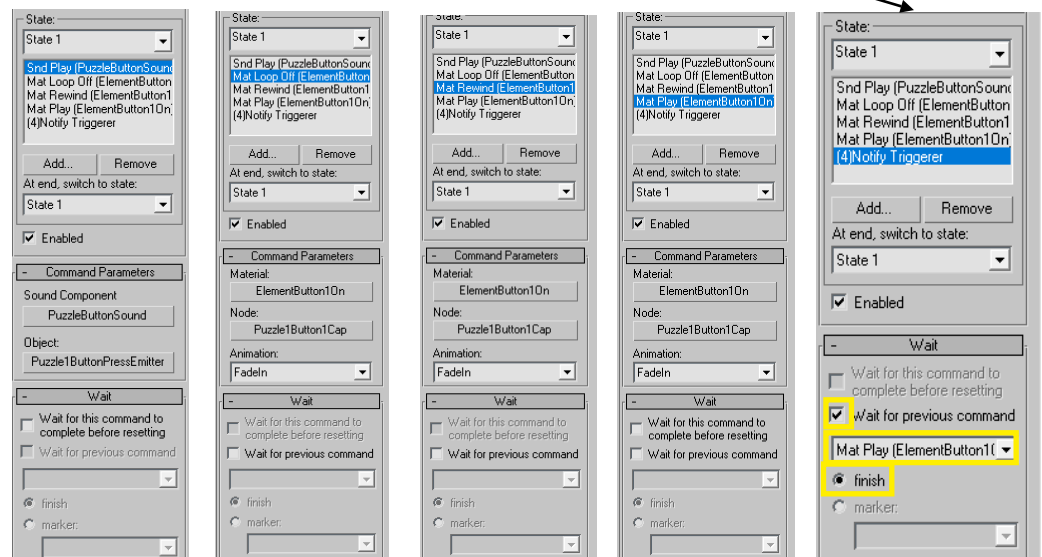 State:
State 1
Snd Play (PuzzleButtonSound
Mat Loop Off (ElementButton
Mat Rewind (ElementButton1
Mat Play (ElementButton1On)
(4)Notify Triggerer
Add...
Remove
At end, switch to state:
State 1
Enabled
- Command Parameters
Sound Component
PuzzleButtonSound
Object:
Puzzle1ButtonPressEmitter
- Wait
Wait for this command to
complete before resetting
Wait for previous command
finish
marker:
State:
State 1
Snd Play (PuzzleButtonSound
Mat Loop Off (ElementButton
Mat Rewind (ElementButton1
Mat Play (ElementButton1On)
(4)Notify Triggerer
Add...
Remove
At end, switch to state:
State 1
Enabled
- Command Parameters
Material:
ElementButton1On
Node:
Puzzle1Button1Cap
Animation:
FadeIn
- Wait
Wait for this command to
complete before resetting
Wait for previous command
finish
marker:
State:
State 1
Snd Play (PuzzleButtonSound
Mat Loop Off (ElementButton
Mat Rewind (ElementButton1
Mat Play (ElementButton1On)
(4)Notify Triggerer
Add...
Remove
At end, switch to state:
State 1
Enabled
- Command Parameters
Material:
ElementButton1On
Node:
Puzzle1Button1Cap
Animation:
FadeIn
- Wait
Wait for this command to
complete before resetting
Wait for previous command
finish
marker:
State:
State 1
Snd Play (PuzzleButtonSound
Mat Loop Off (ElementButton
Mat Rewind (ElementButton1
Mat Play (ElementButton1On)
(4)Notify Triggerer
Add...
Remove
At end, switch to state:
State 1
Enabled
- Command Parameters
Material:
ElementButton1On
Node:
Puzzle1Button1Cap
Animation:
FadeIn
- Wait
Wait for this command to
complete before resetting
Wait for previous command
finish
marker:
State:
State 1
Snd Play (PuzzleButtonSound
Mat Loop Off (ElementButton
Mat Rewind (ElementButton1
Mat Play (ElementButton1On)
(4)Notify Triggerer
Add...
Remove
At end, switch to state:
State 1
Enabled
- Wait
Wait for this command to
complete before resetting
Wait for previous command
Mat Play (ElementButton1(
finish
marker: